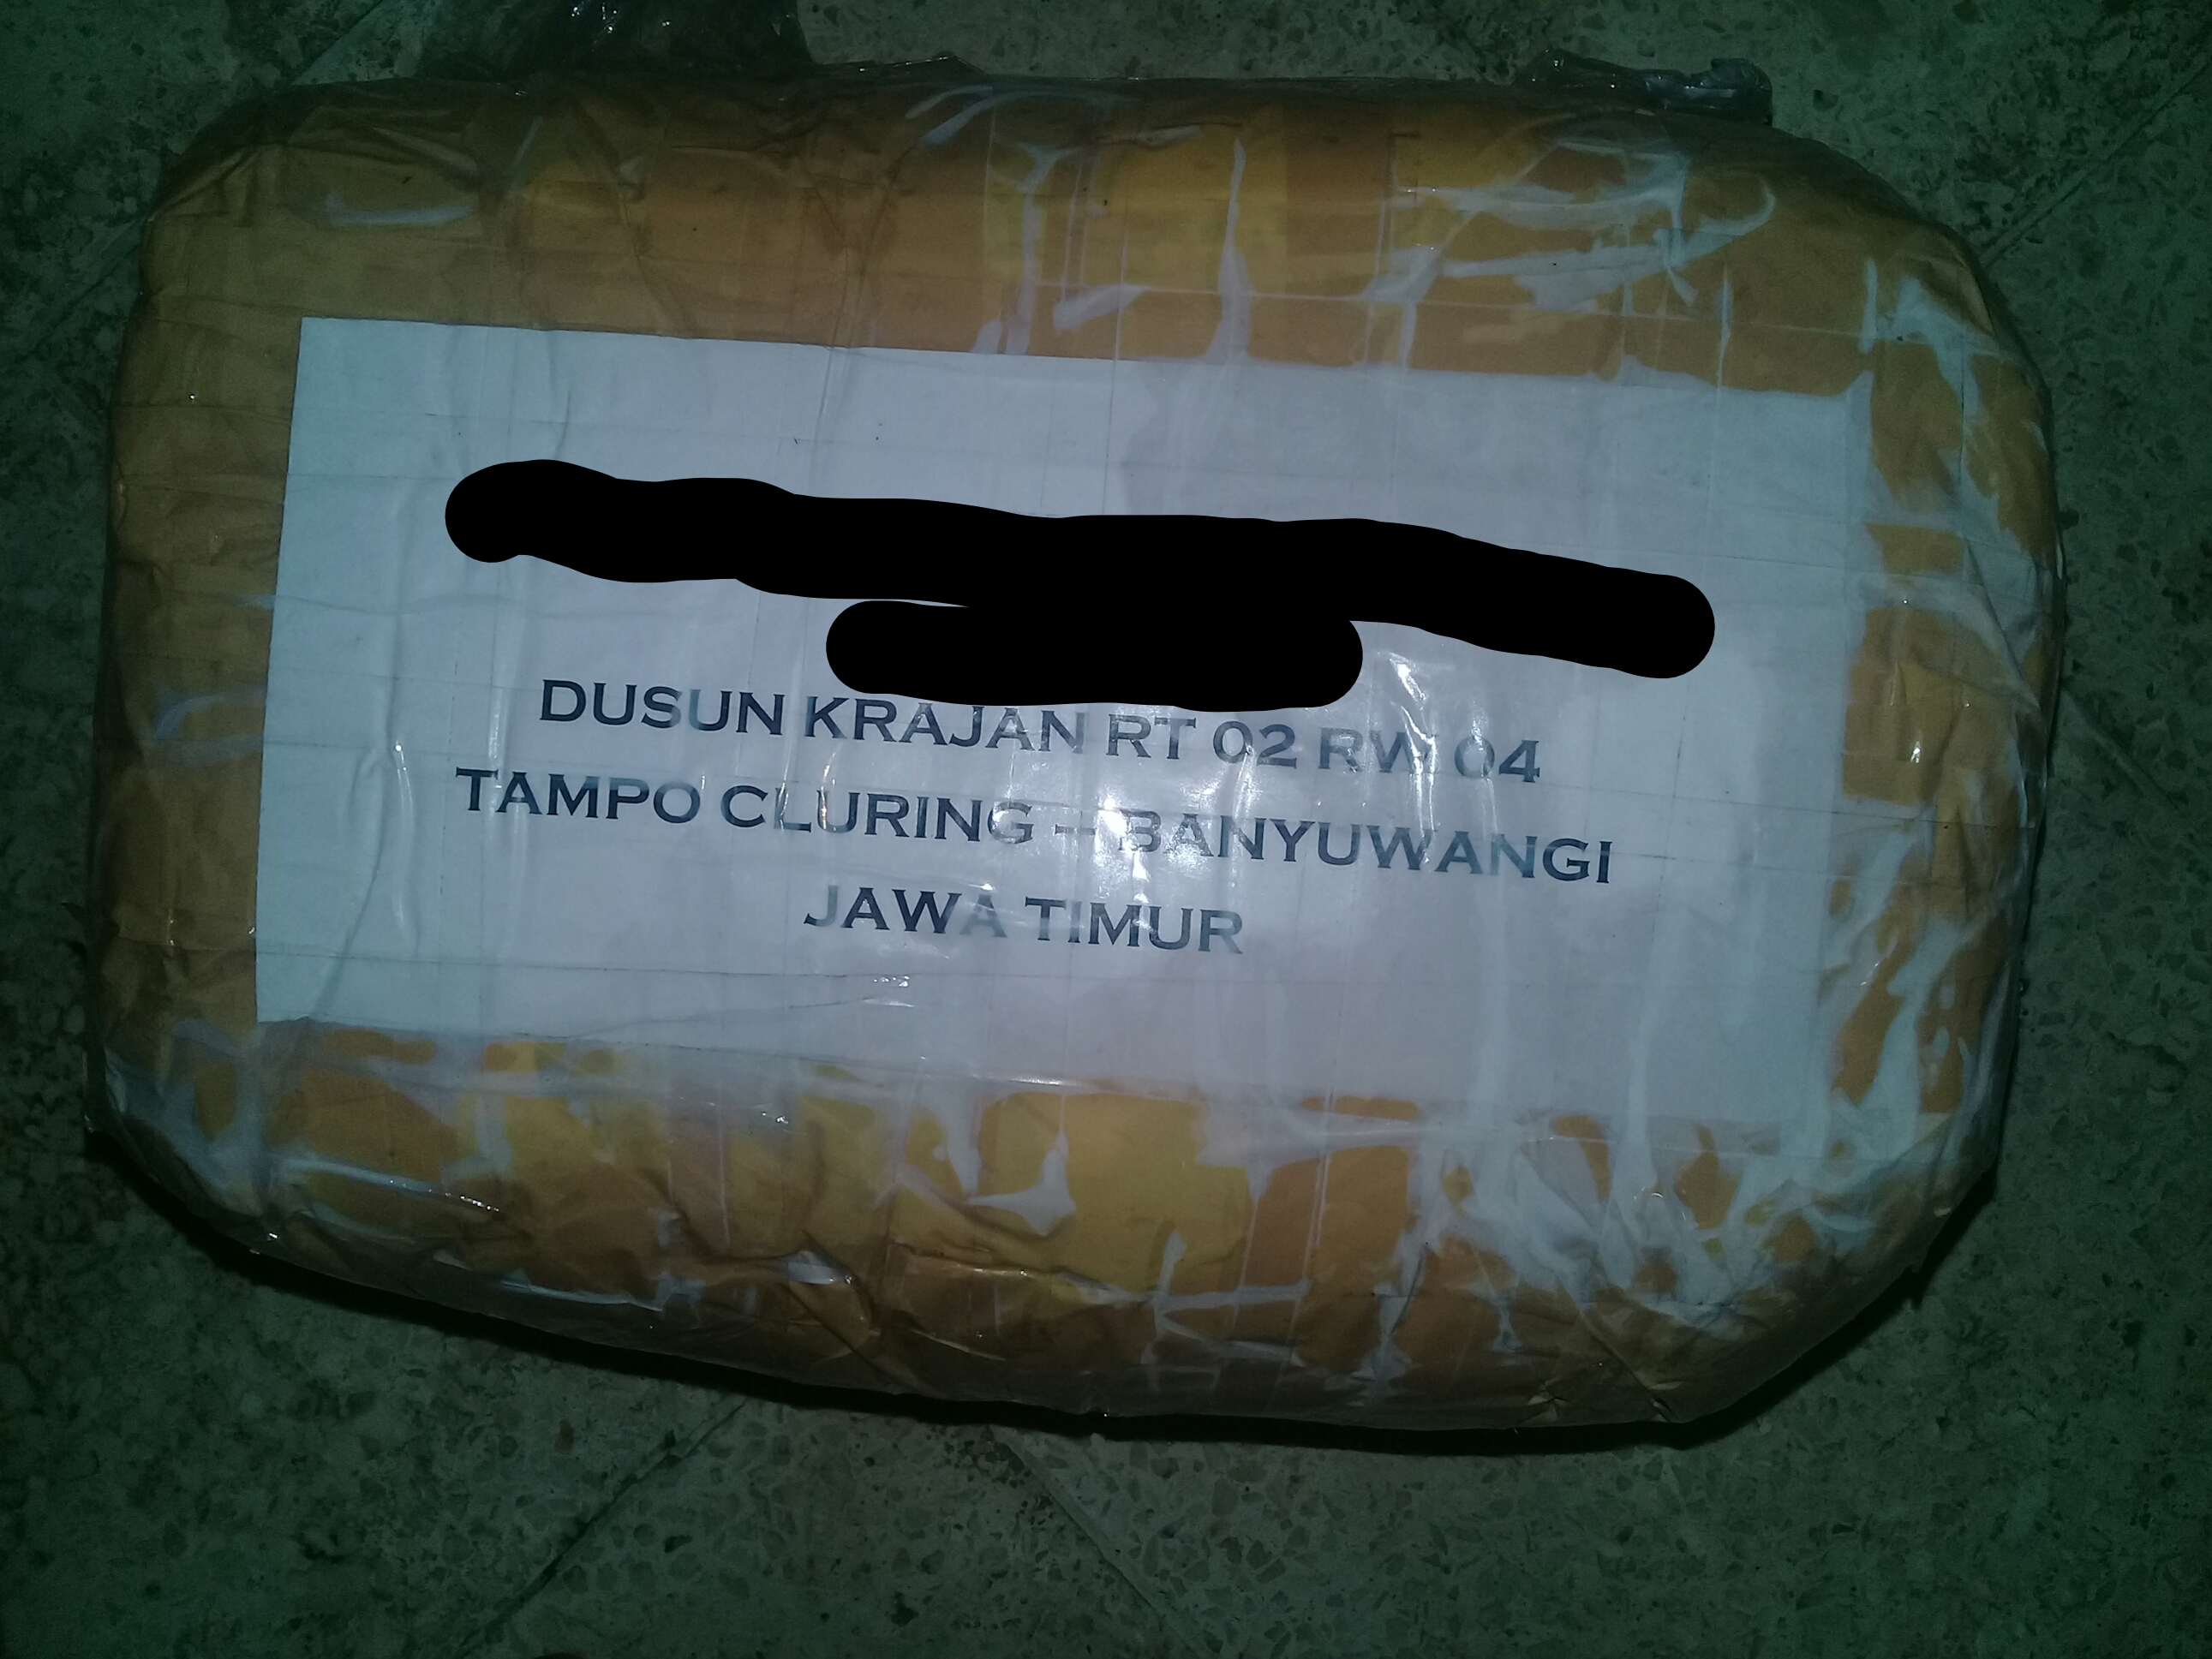 DUSUN KRAJAN RT 02 RW 04
TAMPO CLURING - BANYUWANGI
JAWA TIMUR